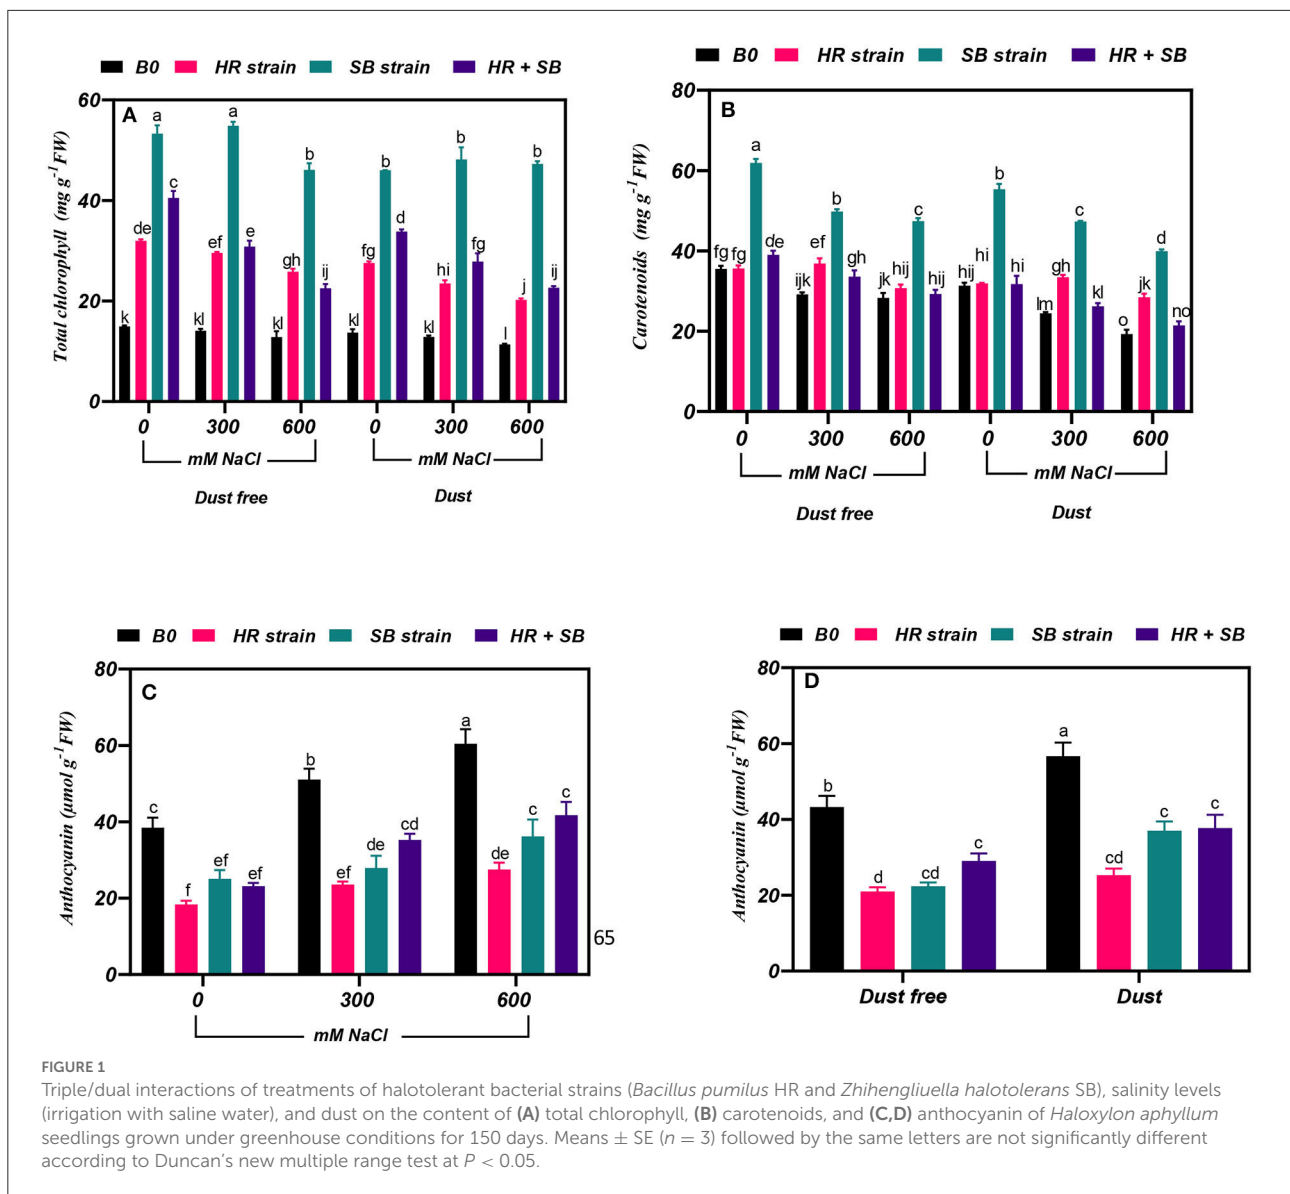 B0 HR strain SB strain HR + SB
A
Total chlorophyll (mg g-1FW)
60
40
20
0
k de a c
kl ef a e
kl gh b ij
kl fg b d
kl hi b fg
l j b ij
0 300 600 0 300 600
mM NaCl mM NaCl
Dust free Dust
B0 HR strain SB strain HR + SB
B
Carotenoids (mg g-1FW)
80
60
40
20
0
fg fg a de
ijk ef b gh
jk hij c hij
hij hi b hi
lm gh c kl
o jk d no
0 300 600 0 300 600
mM NaCl mM NaCl
Dust free Dust
B0 HR strain SB strain HR + SB
C
Anthocyanin (μmol g-1FW)
80
60
40
20
0
c f ef ef
b ef de cd
a de c c
65
0 300 600
mM NaCl
B0 HR strain SB strain HR + SB
D
Anthocyanin (μmol g-1FW)
80
60
40
20
0
b d cd c
a cd c c
Dust free Dust
FIGURE 1
Triple/dual interactions of treatments of halotolerant bacterial strains (Bacillus pumilus HR and Zhihengliuella halotolerans SB), salinity levels
(irrigation with saline water), and dust on the content of (A) total chlorophyll, (B) carotenoids, and (C,D) anthocyanin of Haloxylon aphyllum
seedlings grown under greenhouse conditions for 150 days. Means ± SE (n = 3) followed by the same letters are not significantly different
according to Duncan's new multiple range test at P < 0.05.